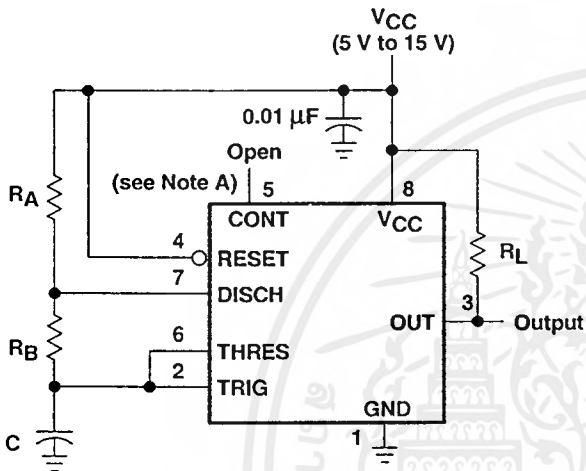 VCC
(5 V to 15 V)
0.01 µF
Open
(see Note A)
5
8
RA
CONT
VCC
4
RESET
RL
7
DISCH
3
OUT
Output
RB
6
THRES
2
TRIG
GND
1
C